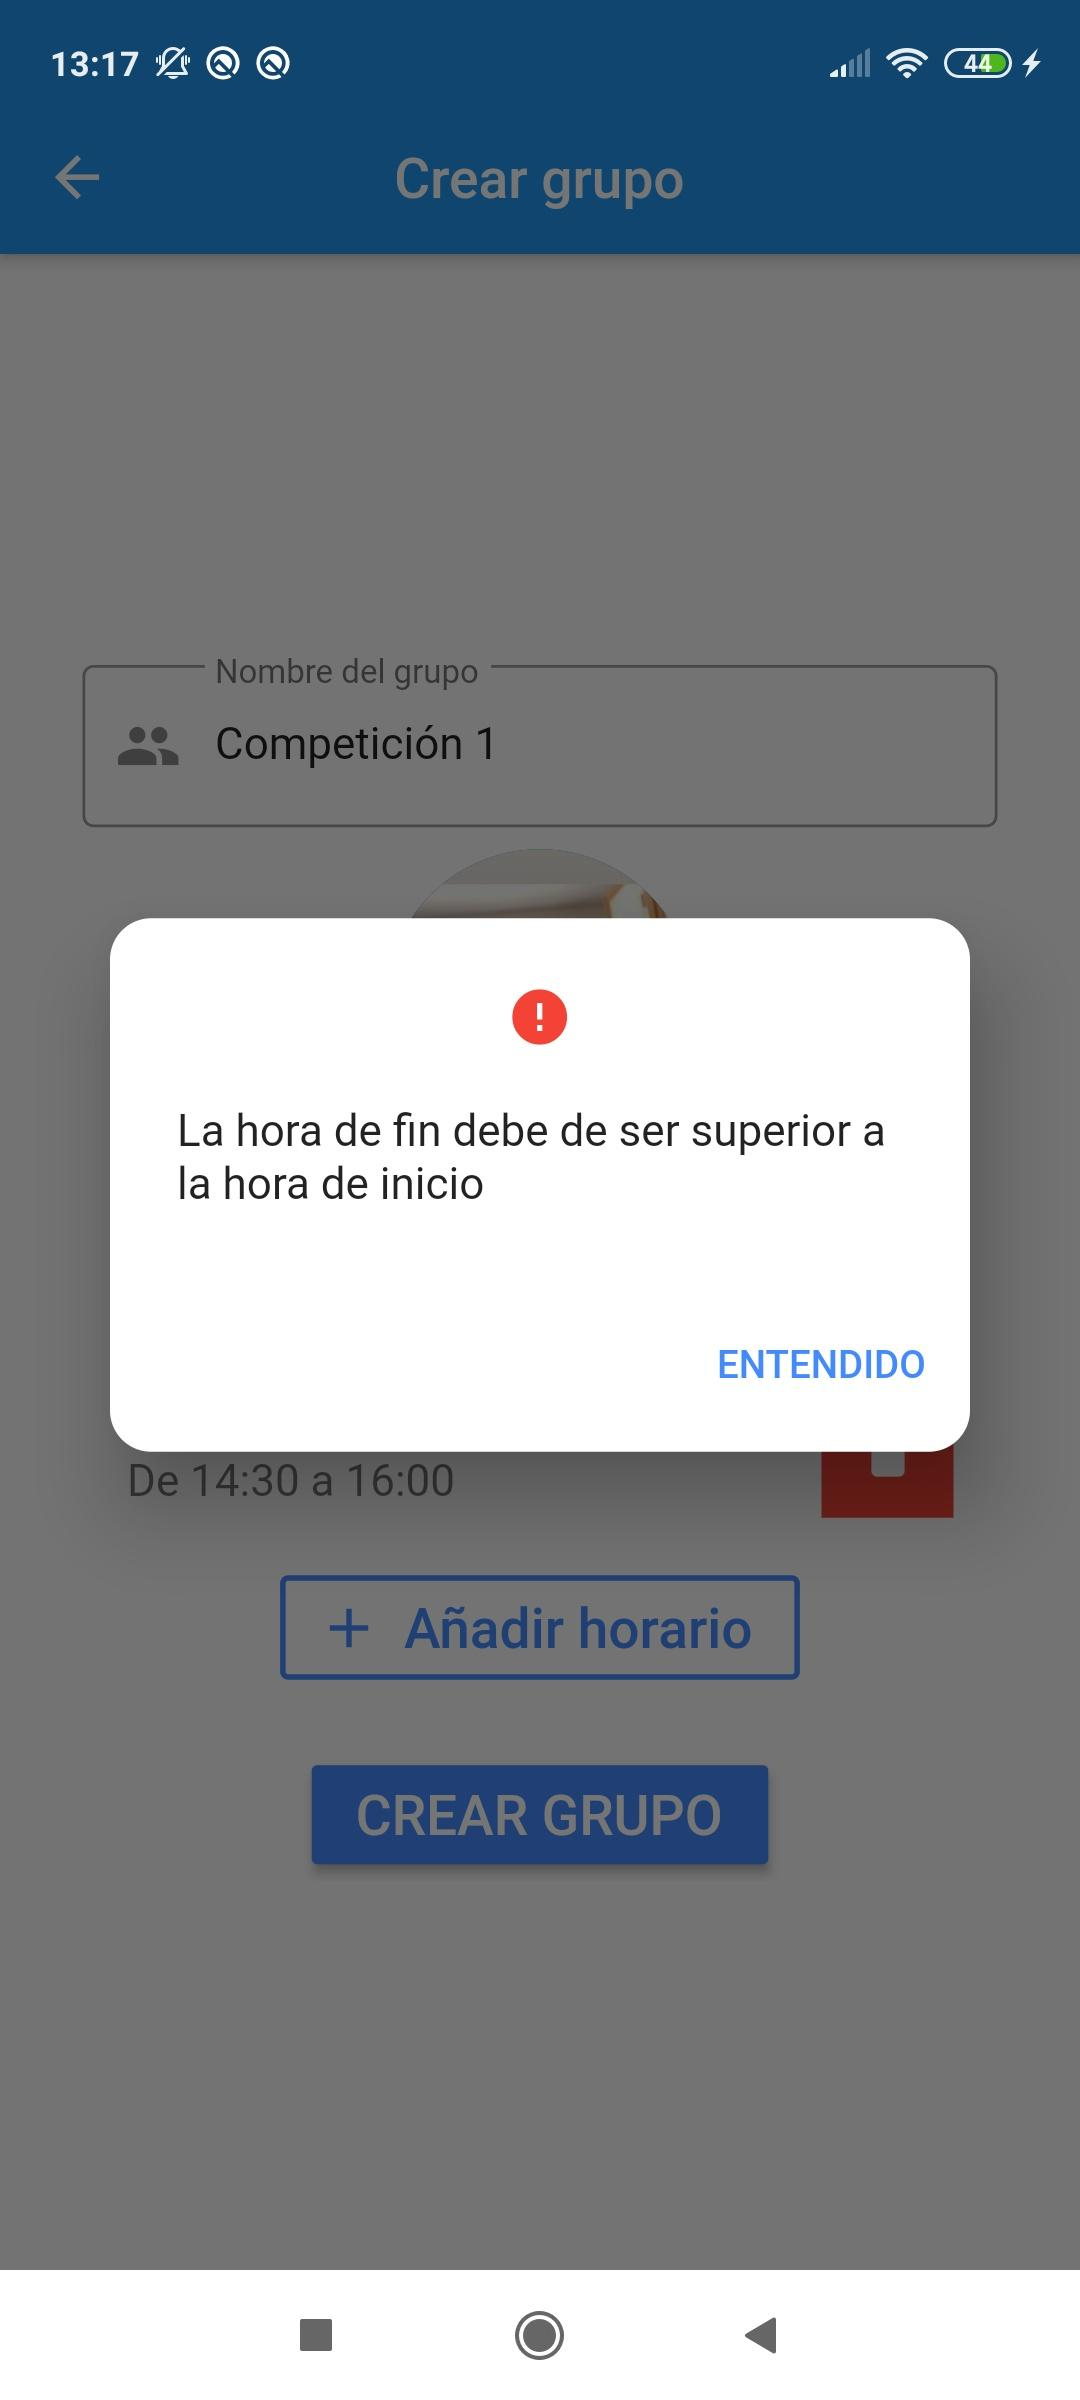 13:17
44
Crear grupo
Nombre del grupo
Competición 1
La hora de fin debe de ser superior a
la hora de inicio
ENTENDIDO
De 14:30 a 16:00
+ Añadir horario
CREAR GRUPO